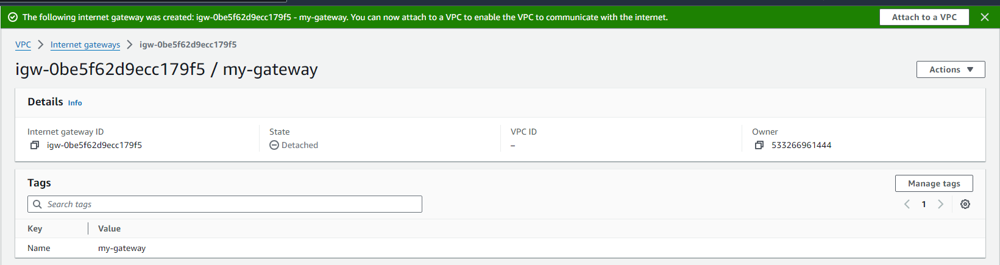 The following internet gateway was created: igw-0be5f62d9ecc179f5 - my-gateway. You can now attach to a VPC to enable the VPC to communicate with the internet.
Attach to a VPC
VPC > Internet gateways > igw-0be5f62d9ecc179f5
igw-0be5f62d9ecc179f5 / my-gateway
Actions
Details Info
Internet gateway ID
igw-0be5f62d9ecc179f5
State
Detached
VPC ID
–
Owner
533266961444
Tags
Manage tags
Search tags
1
Key Value
Name my-gateway